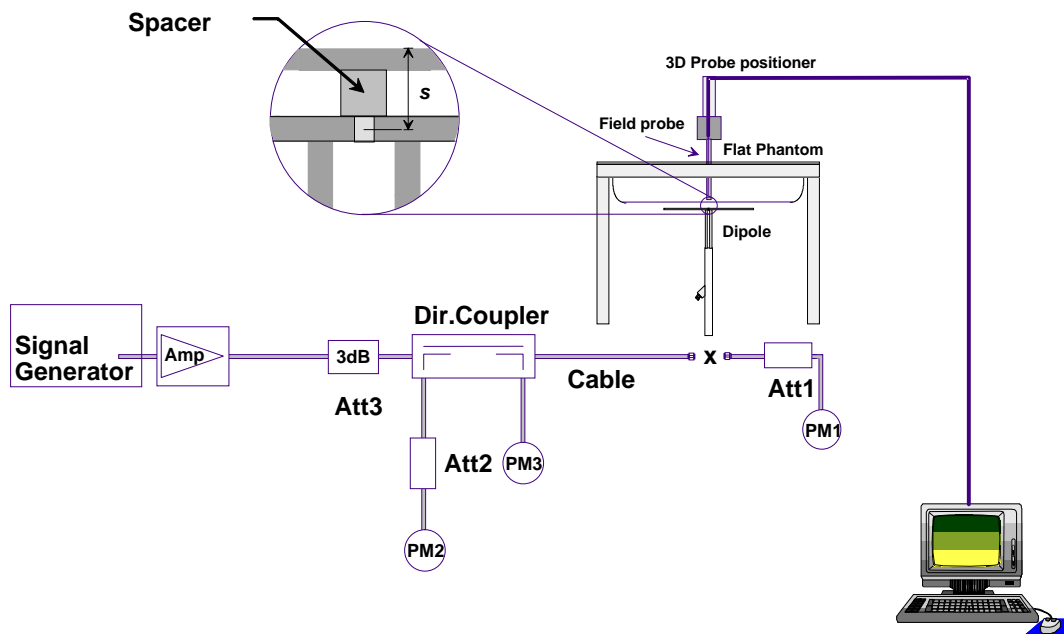 Spacer
s
3D Probe positioner
Field probe
Flat Phantom
Dipole
Dir.Coupler
Signal
Generator
Amp
3dB
Att3
Cable
x
Att1
PM1
Att2
PM3
PM2